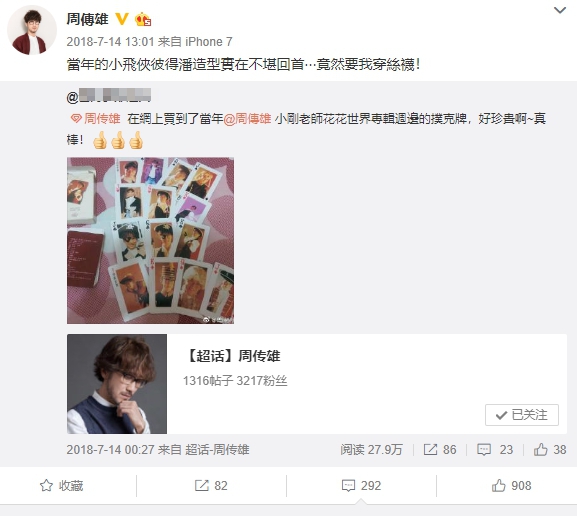 周傳雄
2018-7-14 13:01 来自 iPhone 7
當年的小飛俠彼得潘造型實在不堪回首…竟然要我穿絲襪！
@
周传雄 在網上買到了當年@周傳雄 小剛老師花花世界專輯週邊的撲克牌，好珍貴啊~真
棒！
【超话】周传雄
1316帖子 3217粉丝
已关注
2018-7-14 00:27 来自 超话-周传雄
阅读 27.9万 86 23 38
收藏 82 292 908